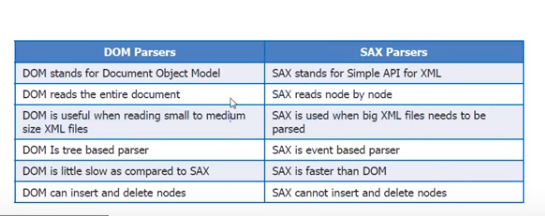 DOM Parsers
SAX Parsers
DOM stands for Document Object Model
SAX stands for Simple API for XML
DOM reads the entire document
SAX reads node by node
DOM is useful when reading small to medium
size XML files
SAX is used when big XML files needs to be
parsed
DOM Is tree based parser
SAX is event based parser
DOM is little slow as compared to SAX
SAX is faster than DOM
DOM can insert and delete nodes
SAX cannot insert and delete nodes